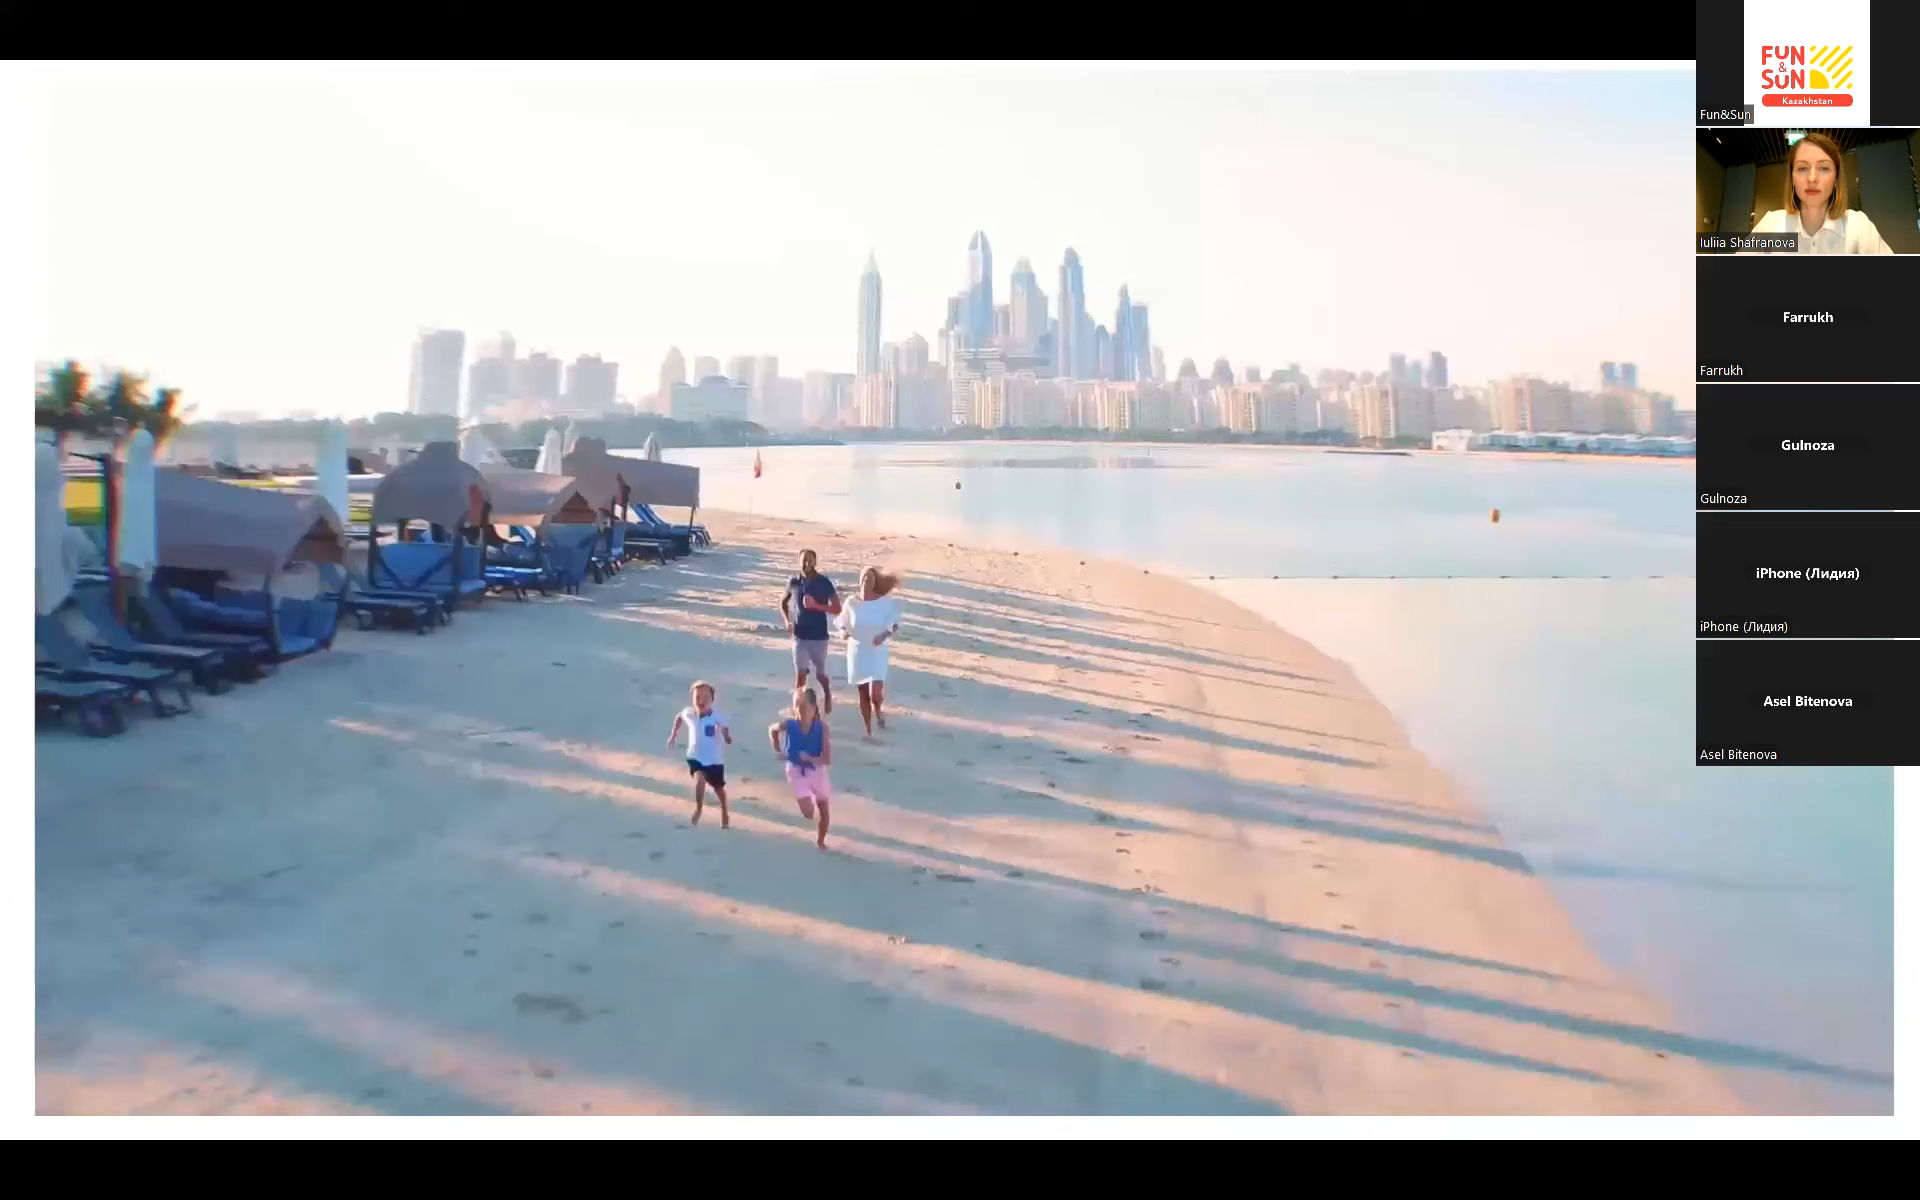 FUN
&
SUN
Kazakhstan
Fun&Sun
Iuliia Shafranova
Farrukh
Farrukh
Gulnoza
Gulnoza
iPhone (Лидия)
iPhone (Лидия)
Asel Bitenova
Asel Bitenova